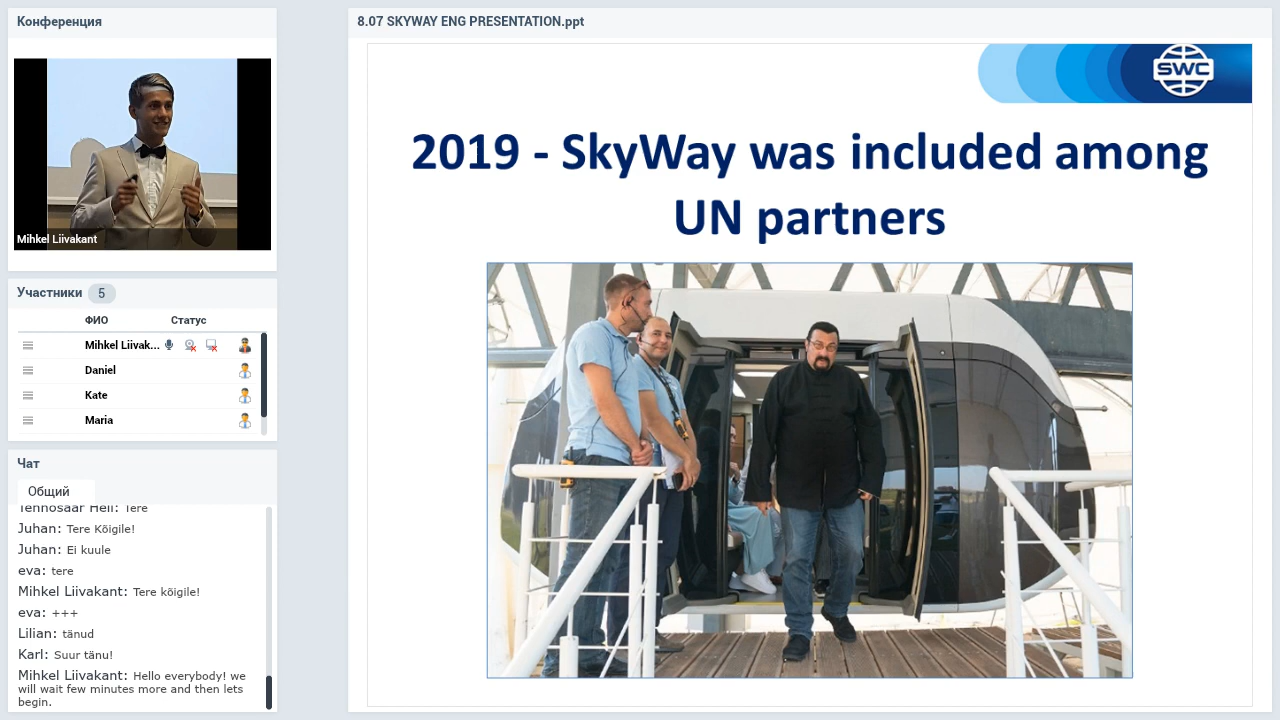 Конференция
Mihkel Liivakant
Участники 5
ФИО Статус
Mihkel Liivak...
Daniel
Kate
Maria
Чат
Общий
Tennosaar Heli: Tere
Juhan: Tere Kõigile!
Juhan: Ei kuule
eva: tere
Mihkel Liivakant: Tere kõigile!
eva: +++
Lilian: tänud
Karl: Suur tänu!
Mihkel Liivakant: Hello everybody! we
will wait few minutes more and then lets
begin.
8.07 SKYWAY ENG PRESENTATION.ppt
SWC
2019 - SkyWay was included among
UN partners